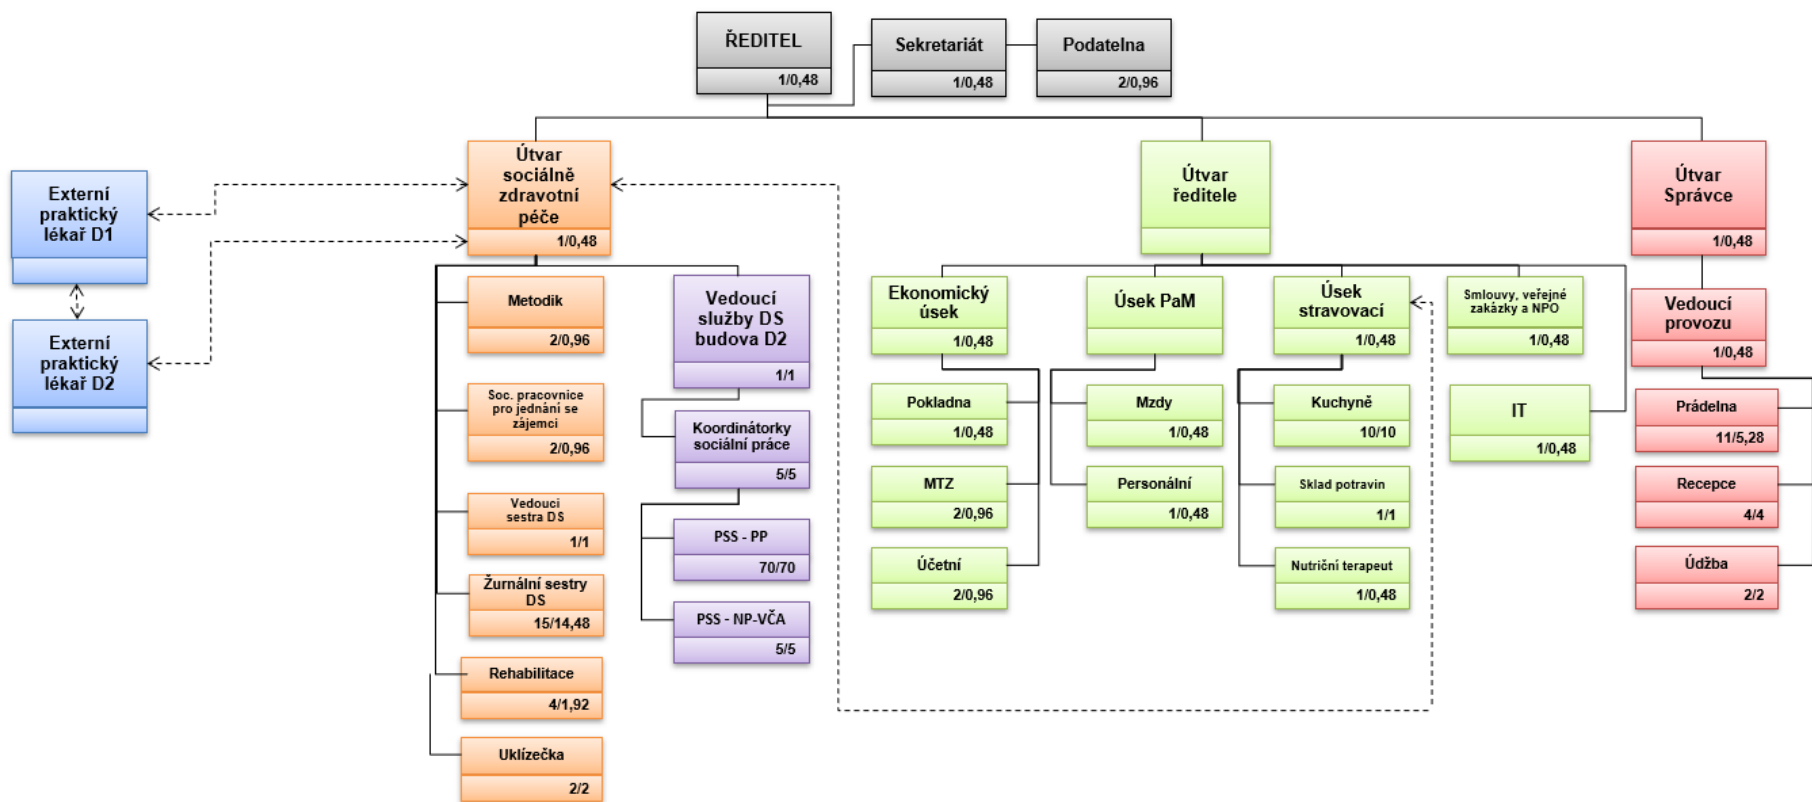 ŘEDITEL
1/0,48
Sekretariát
1/0,48
Podatelna
2/0,96
Externí
praktický
lékař D1
Externí
praktický
lékař D2
Útvar
sociálně
zdravotní
péče
1/0,48
Metodik
2/0,96
Soc. pracovnice
pro jednání se
zájemci
2/0,96
Vedoucí
sestra DS
1/1
Žurnální sestry
DS
15/14,48
Rehabilitace
4/1,92
Uklízečka
2/2
Vedoucí
služby DS
budova D2
1/1
Koordinátorky
sociální práce
5/5
PSS - PP
70/70
PSS - NP-VČA
5/5
Útvar
ředitele
Ekonomický
úsek
1/0,48
Pokladna
1/0,48
MTZ
2/0,96
Účetní
2/0,96
Úsek PaM
Mzdy
1/0,48
Personální
1/0,48
Úsek
stravovací
1/0,48
Kuchyně
10/10
Sklad potravin
1/1
Nutriční terapeut
1/0,48
Smlouvy, veřejné
zakázky a NPO
1/0,48
IT
1/0,48
Útvar
Správce
1/0,48
Vedoucí
provozu
1/0,48
Prádelna
11/5,28
Recepce
4/4
Údžba
2/2